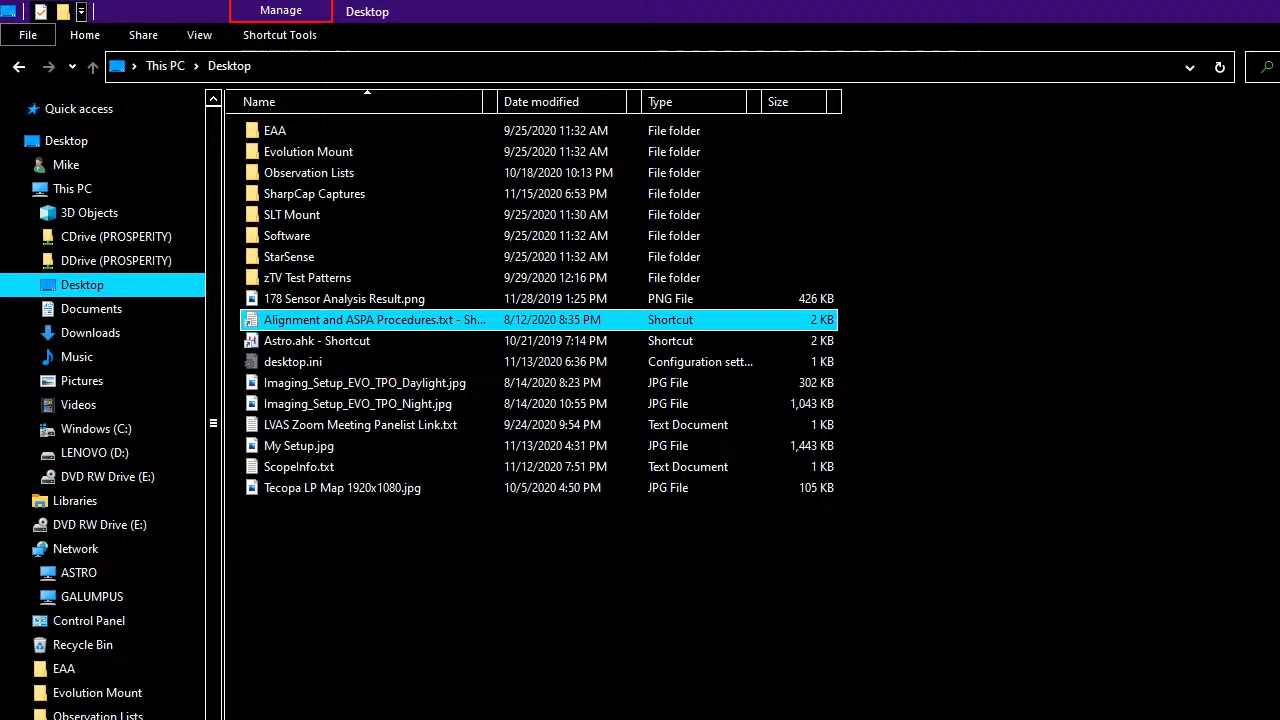 Manage Desktop
File Home Share View Shortcut Tools
This PC Desktop
Name Date modified Type Size
Quick access
Desktop
Mike
This PC
3D Objects
CDrive (PROSPERITY)
DDrive (PROSPERITY)
Desktop
Documents
Downloads
Music
Pictures
Videos
Windows (C:)
LENOVO (D:)
DVD RW Drive (E:)
Libraries
DVD RW Drive (E:)
Network
ASTRO
GALUMPUS
Control Panel
Recycle Bin
EAA
Evolution Mount
Observation Lists
EAA 9/25/2020 11:32 AM File folder
Evolution Mount 9/25/2020 11:32 AM File folder
Observation Lists 10/18/2020 10:13 PM File folder
SharpCap Captures 11/15/2020 6:53 PM File folder
SLT Mount 9/25/2020 11:30 AM File folder
Software 9/25/2020 11:32 AM File folder
StarSense 9/25/2020 11:32 AM File folder
zTV Test Patterns 9/29/2020 12:16 PM File folder
178 Sensor Analysis Result.png 11/28/2019 1:25 PM PNG File 426 KB
Alignment and ASPA Procedures.txt - Sh... 8/12/2020 8:35 PM Shortcut 2 KB
Astro.ahk - Shortcut 10/21/2019 7:14 PM Shortcut 2 KB
desktop.ini 11/13/2020 6:36 PM Configuration sett... 1 KB
Imaging_Setup_EVO_TPO_Daylight.jpg 8/14/2020 8:23 PM JPG File 302 KB
Imaging_Setup_EVO_TPO_Night.jpg 8/14/2020 10:55 PM JPG File 1,043 KB
LVAS Zoom Meeting Panelist Link.txt 9/24/2020 9:54 PM Text Document 1 KB
My Setup.jpg 11/13/2020 4:31 PM JPG File 1,443 KB
ScopeInfo.txt 11/12/2020 7:51 PM Text Document 1 KB
Tecopa LP Map 1920x1080.jpg 10/5/2020 4:50 PM JPG File 105 KB